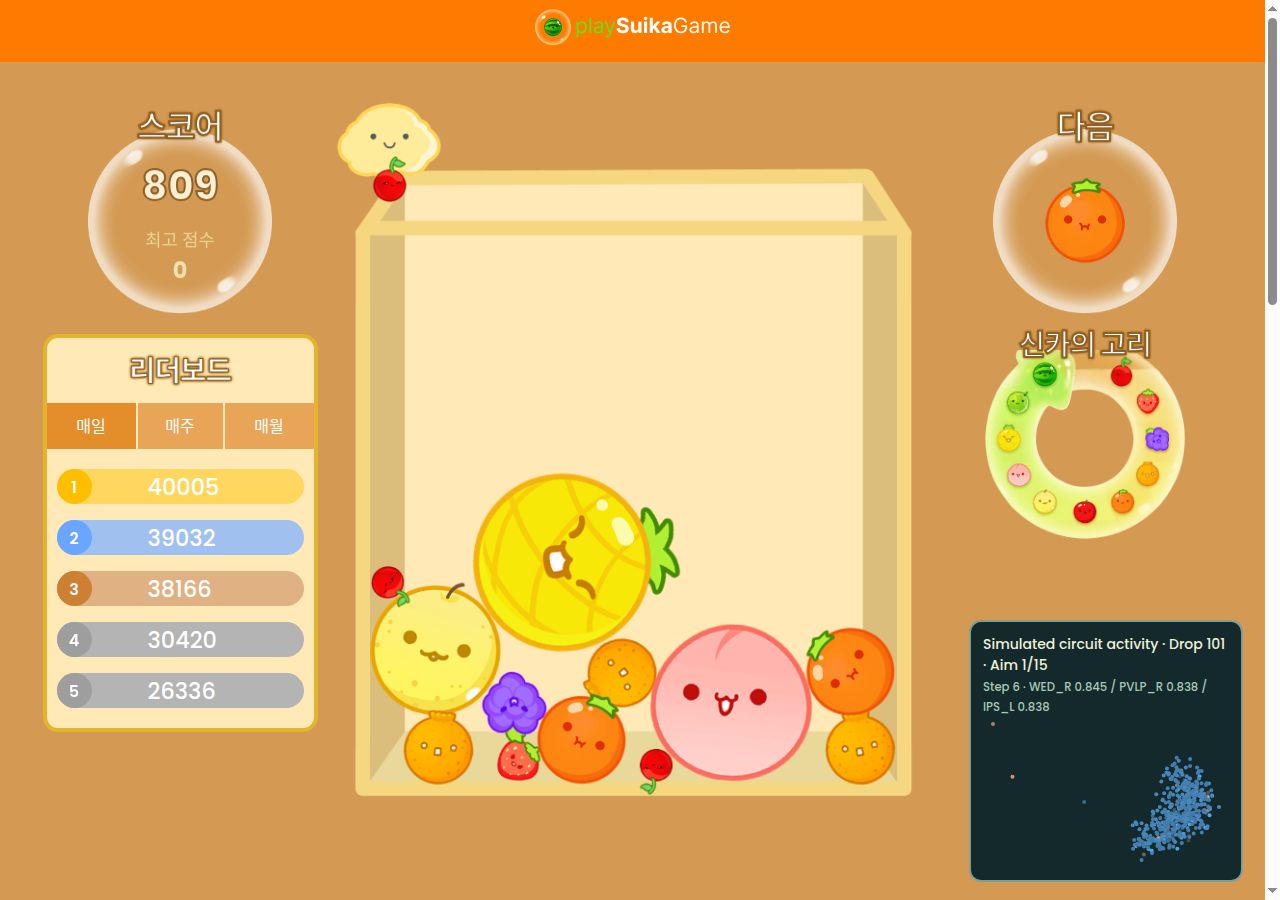 playSuikaGame
스코어
809
최고 점수
0
리더보드
매일 매주 매월
1 40005
2 39032
3 38166
4 30420
5 26336
다음
신카의 고리
Simulated circuit activity · Drop 101
· Aim 1/15
Step 6 · WED_R 0.845 / PVLP_R 0.838 /
IPS_L 0.838